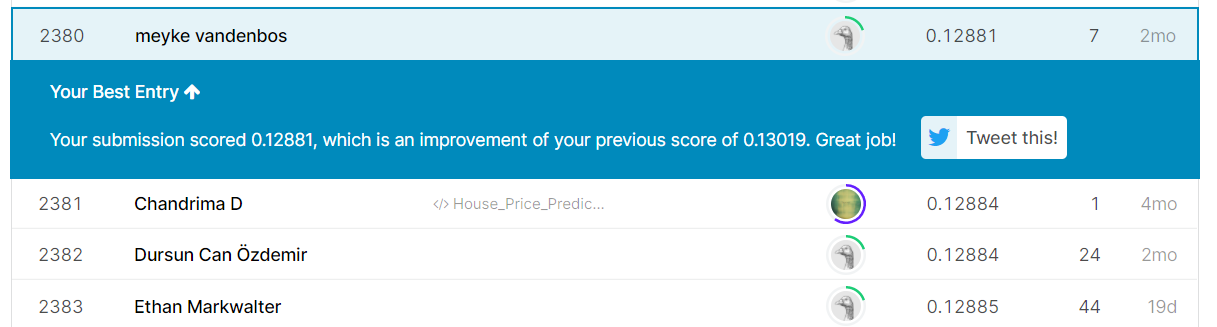 2380 meyke vandenbos 0.12881 7 2mo
Your Best Entry
Your submission scored 0.12881, which is an improvement of your previous score of 0.13019. Great job! Tweet this!
2381 Chandrima D </> House_Price_Predic... 0.12884 1 4mo
2382 Dursun Can Özdemir 0.12884 24 2mo
2383 Ethan Markwalter 0.12885 44 19d